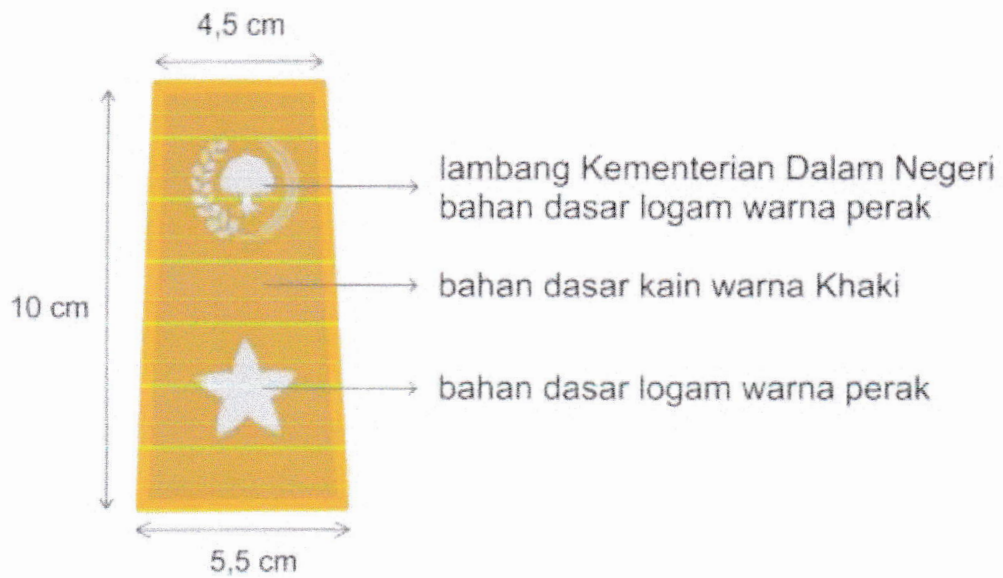 4,5 cm
lambang Kementerian Dalam Negeri
bahan dasar logam warna perak
bahan dasar kain warna Khaki
10 cm
bahan dasar logam warna perak
5,5 cm